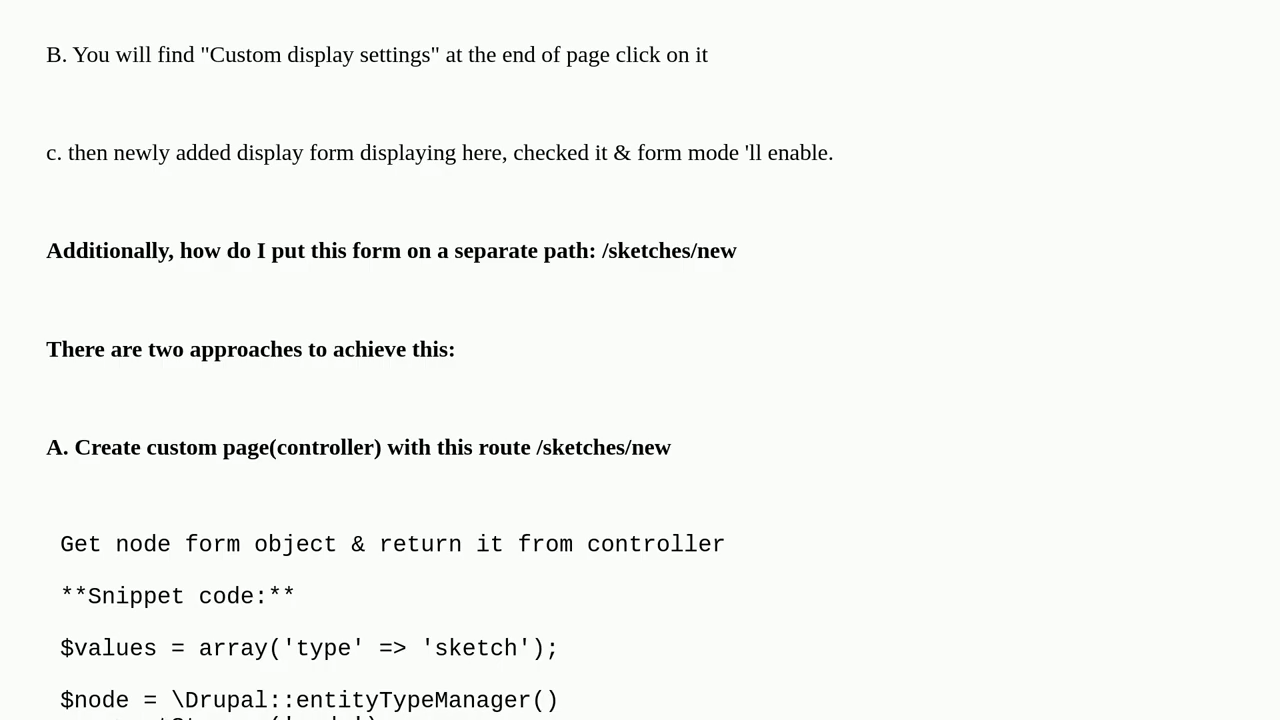 B. You will find "Custom display settings" at the end of page click on it
c. then newly added display form displaying here, checked it & form mode 'll enable.
Additionally, how do I put this form on a separate path: /sketches/new
There are two approaches to achieve this:
A. Create custom page(controller) with this route /sketches/new
Get node form object & return it from controller
**Snippet code:**
$values = array('type' => 'sketch');
$node = \Drupal::entityTypeManager()